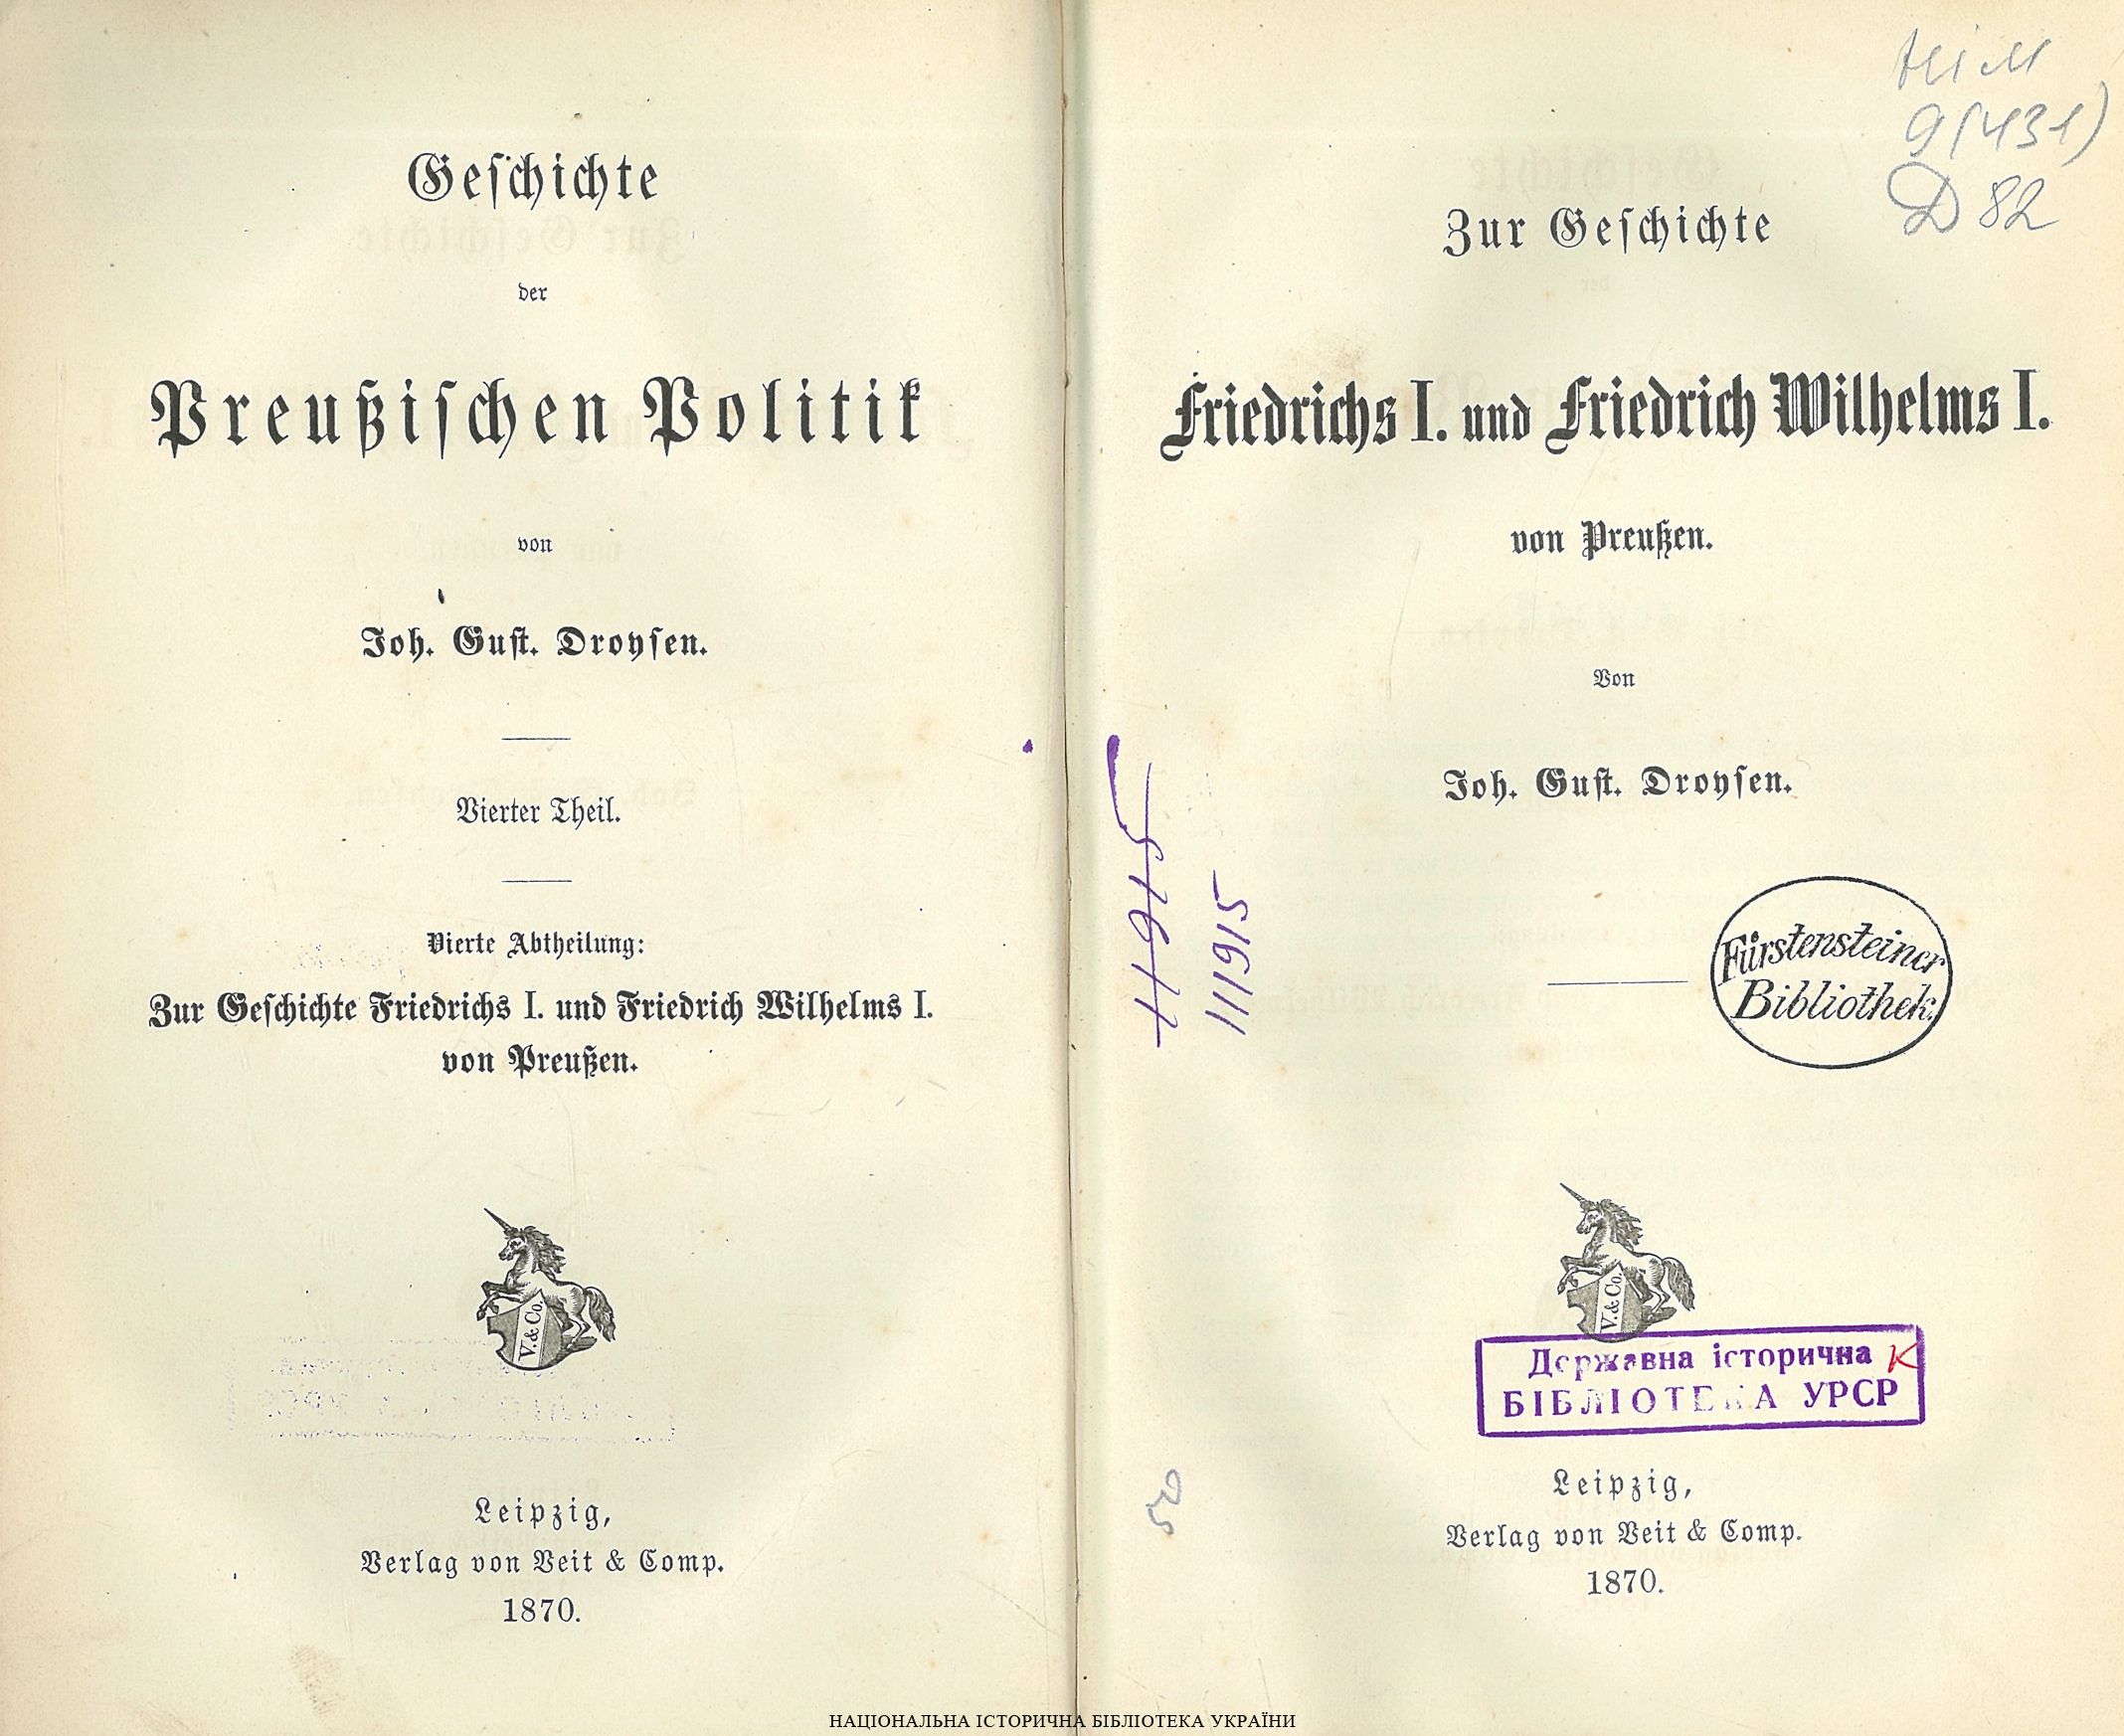 Geſchichte
der
Preußiſchen Politik
von
Joh. Guſt. Droyſen.
Vierter Theil.
Vierte Abtheilung:
Zur Geſchichte Friedrichs I. und Friedrich Wilhelms I.
von Preußen.
V. & Co.
Leipzig,
Verlag von Veit & Comp.
1870.
9(431)
D 82
Zur Geſchichte
Friedrichs I. und Friedrich Wilhelms I.
von Preußen.
Von
Joh. Guſt. Droyſen.
11915
111915
Fürstensteiner
Bibliothek.
V. & Co.
Державна історична К
БІБЛІОТЕКА УРСР
Leipzig,
Verlag von Veit & Comp.
1870.
НАЦІОНАЛЬНА ІСТОРИЧНА БІБЛІОТЕКА УКРАЇНИ